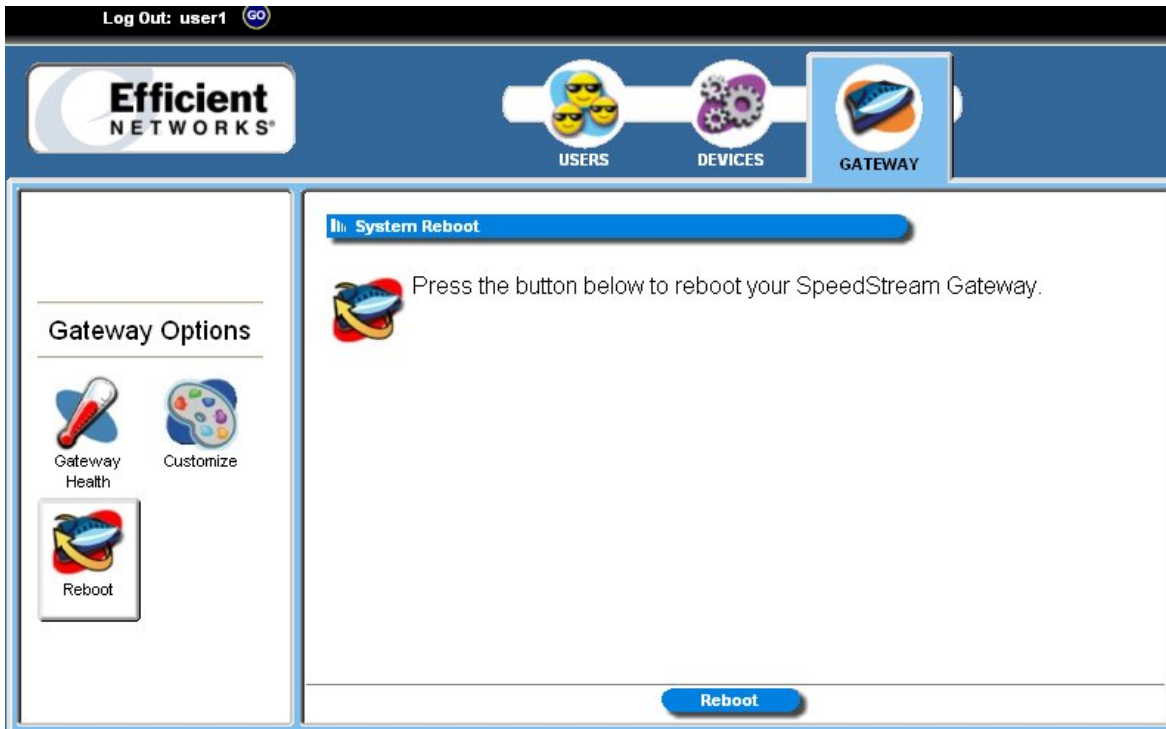 Log Out: user1 GO
Efficient
NETWORKS®
USERS
DEVICES
GATEWAY
Gateway Options
Gateway
Health
Customize
Reboot
System Reboot
Press the button below to reboot your SpeedStream Gateway.
Reboot